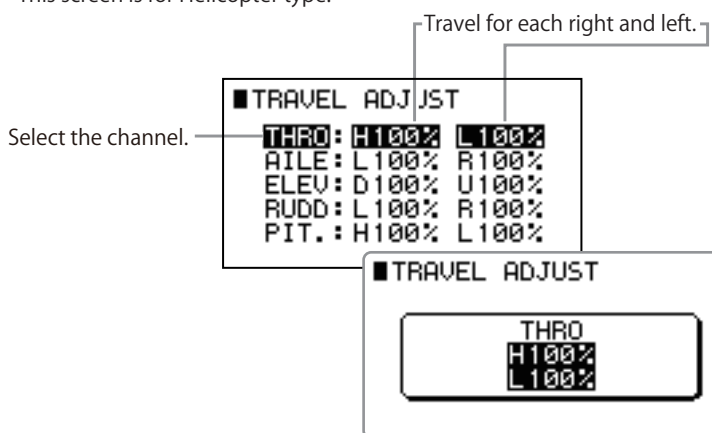 This screen is for Helicopter type.
Travel for each right and left.
■TRAVEL ADJUST
Select the channel.
THRO: H100% L100%
AILE: L100% R100%
ELEV: D100% U100%
RUDD: L100% R100%
PIT.: H100% L100%
■TRAVEL ADJUST
THRO
H100%
L100%